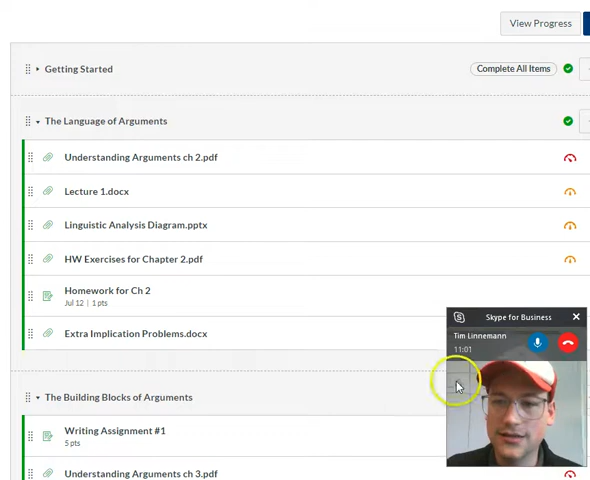 View Progress
Getting Started
Complete All Items
The Language of Arguments
Understanding Arguments ch 2.pdf
Lecture 1.docx
Linguistic Analysis Diagram.pptx
HW Exercises for Chapter 2.pdf
Homework for Ch 2
Jul 12 | 1 pts
Extra Implication Problems.docx
Skype for Business
Tim Linnemann
11:01
The Building Blocks of Arguments
Writing Assignment #1
5 pts
Understanding Arguments ch 3.pdf